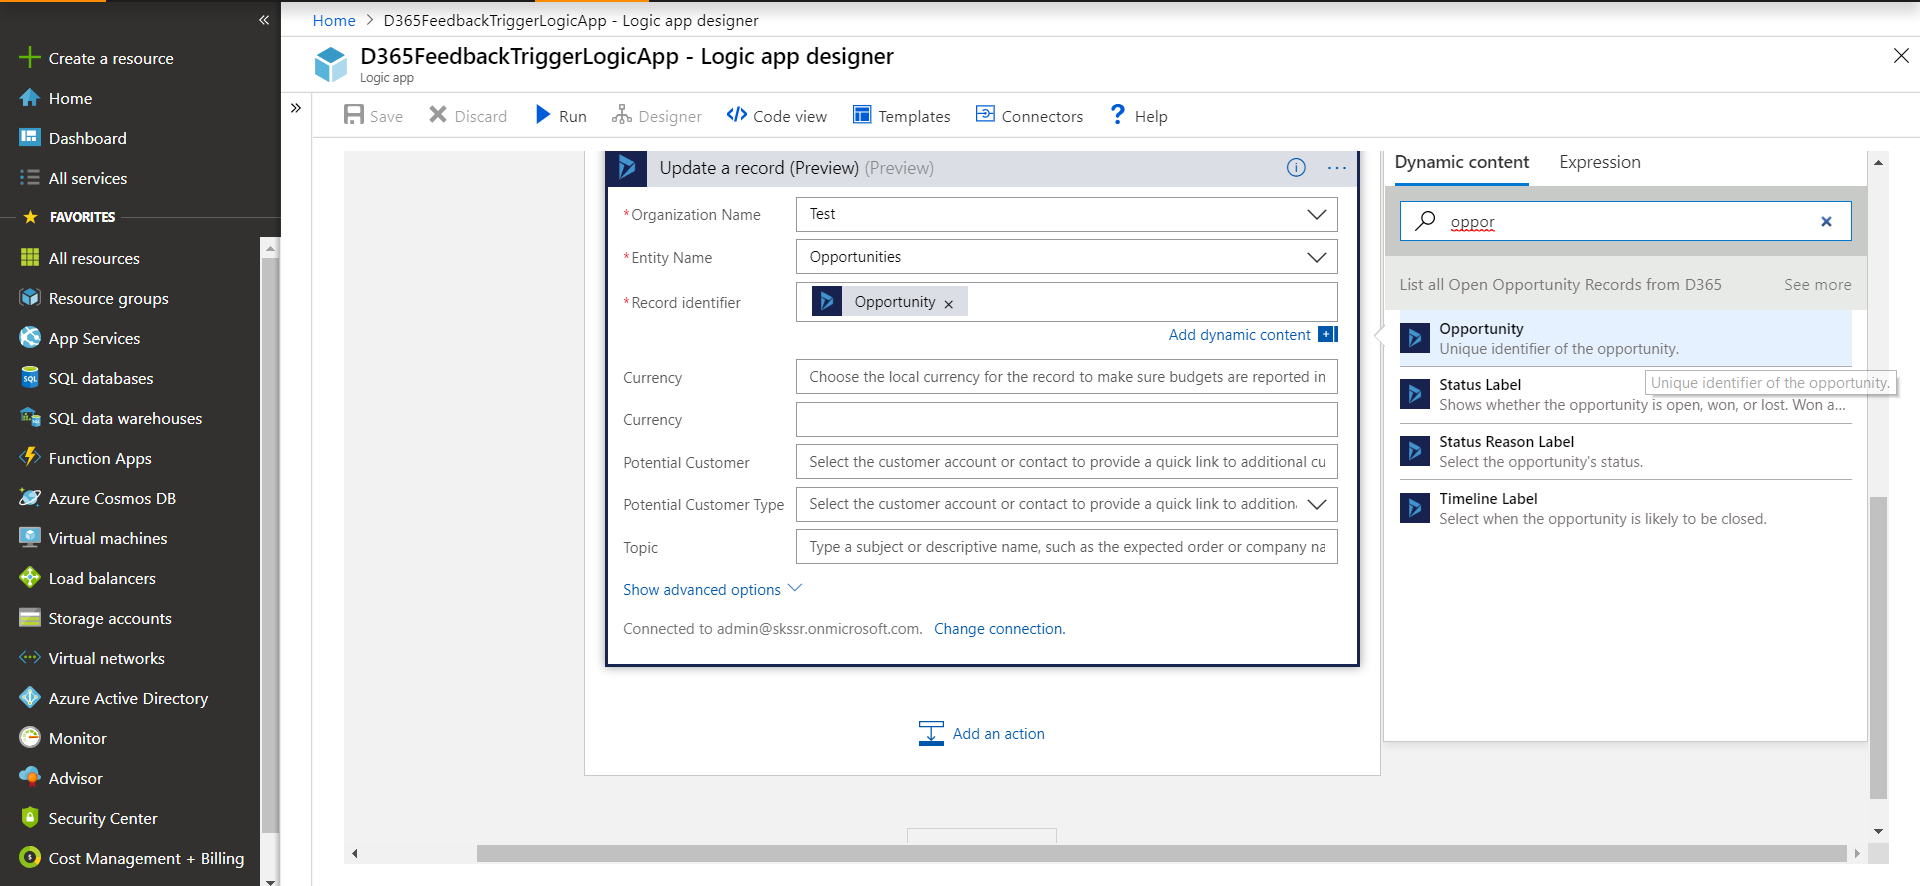 Home > D365FeedbackTriggerLogicApp - Logic app designer
D365FeedbackTriggerLogicApp - Logic app designer
Logic app
Create a resource
Home
Dashboard
All services
FAVORITES
All resources
Resource groups
App Services
SQL databases
SQL data warehouses
Function Apps
Azure Cosmos DB
Virtual machines
Load balancers
Storage accounts
Virtual networks
Azure Active Directory
Monitor
Advisor
Security Center
Cost Management + Billing
Save Discard Run Designer Code view Templates Connectors Help
Update a record (Preview) (Preview)
*Organization Name Test
*Entity Name Opportunities
*Record identifier Opportunity
Add dynamic content
Currency Choose the local currency for the record to make sure budgets are reported in
Currency
Potential Customer Select the customer account or contact to provide a quick link to additional cu
Potential Customer Type Select the customer account or contact to provide a quick link to addition
Topic Type a subject or descriptive name, such as the expected order or company na
Show advanced options
Connected to admin@skssr.onmicrosoft.com. Change connection.
Add an action
Dynamic content Expression
oppor
List all Open Opportunity Records from D365 See more
Opportunity
Unique identifier of the opportunity.
Unique identifier of the opportunity.
Status Label
Shows whether the opportunity is open, won, or lost. Won a...
Status Reason Label
Select the opportunity's status.
Timeline Label
Select when the opportunity is likely to be closed.